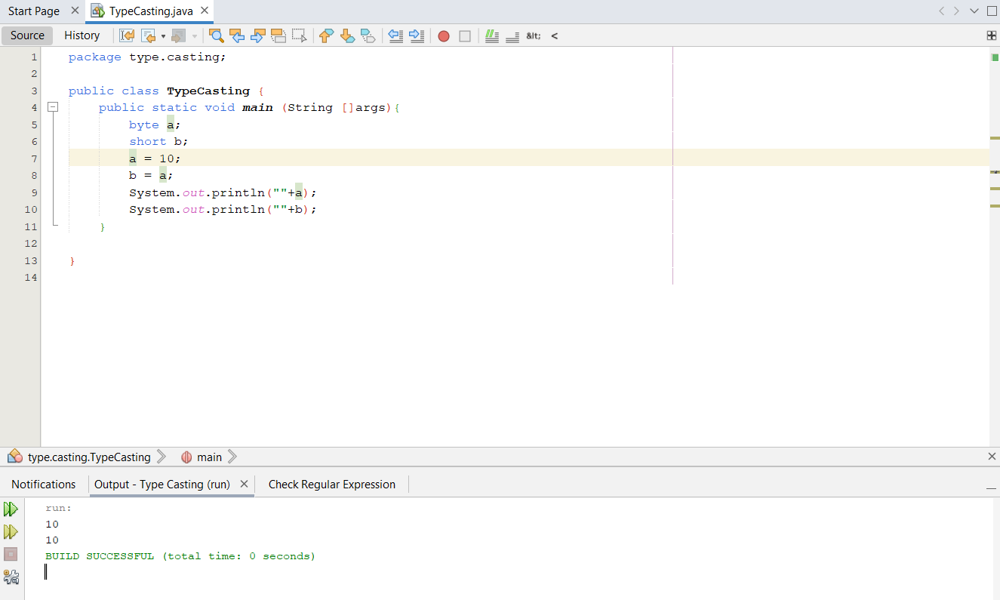 Start Page TypeCasting.java
Source History &lt; <
1 package type.casting;
2
3 public class TypeCasting {
4 public static void main (String []args){
5 byte a;
6 short b;
7 a = 10;
8 b = a;
9 System.out.println(""+a);
10 System.out.println(""+b);
11 }
12
13 }
14
type.casting.TypeCasting main
Notifications Output - Type Casting (run) Check Regular Expression
run:
10
10
BUILD SUCCESSFUL (total time: 0 seconds)